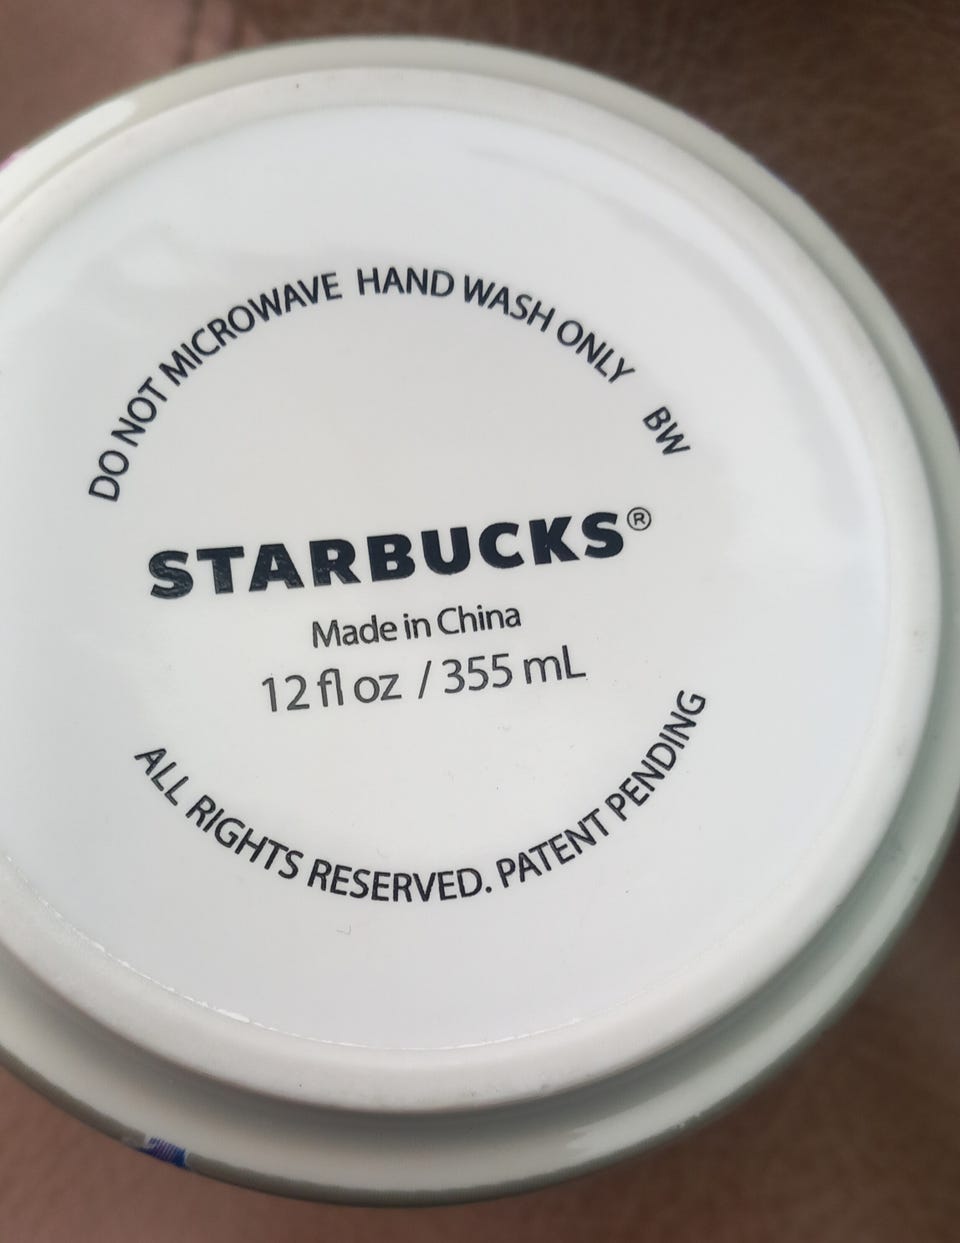 DO NOT MICROWAVE HAND WASH ONLY BW
STARBUCKS®
Made in China
12 fl oz / 355 mL
ALL RIGHTS RESERVED. PATENT PENDING